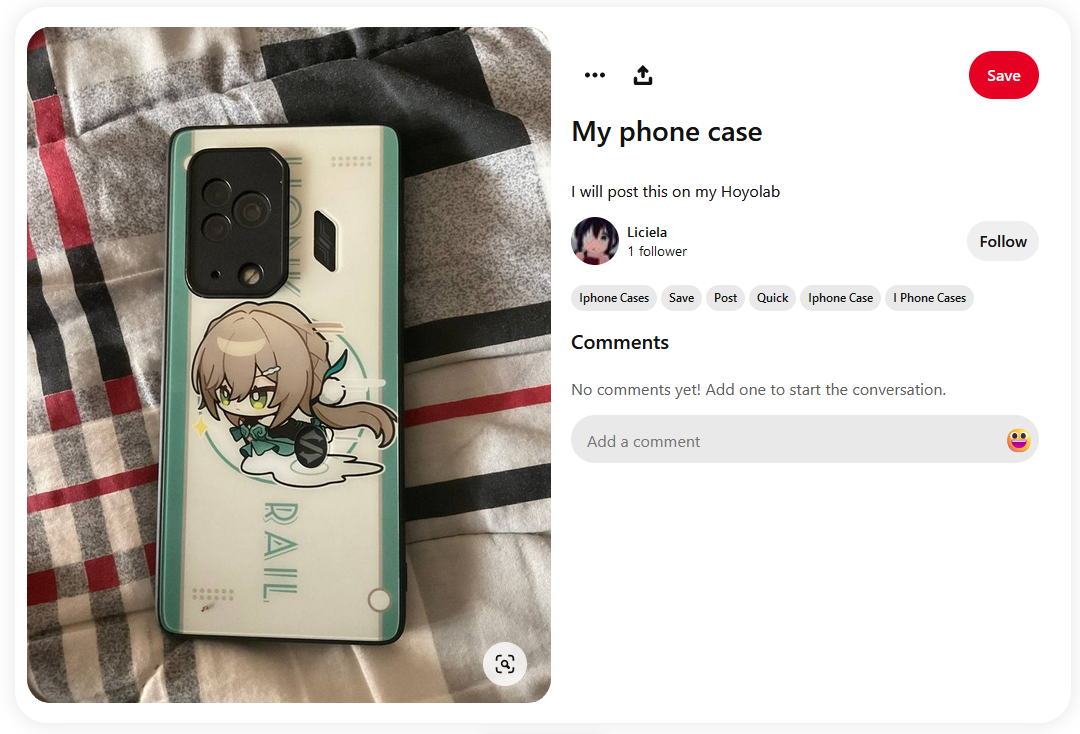 HONK
RAIL
Save
My phone case
I will post this on my Hoyolab
Liciela
1 follower
Follow
Iphone Cases Save Post Quick Iphone Case I Phone Cases
Comments
No comments yet! Add one to start the conversation.
Add a comment